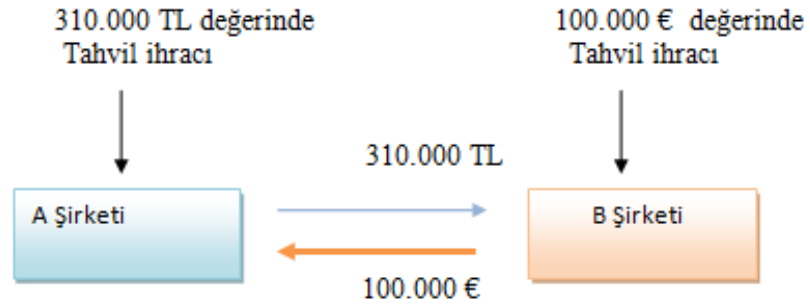 310.000 TL değerinde
Tahvil ihracı
100.000 € değerinde
Tahvil ihracı
310.000 TL
A Şirketi
B Şirketi
100.000 €